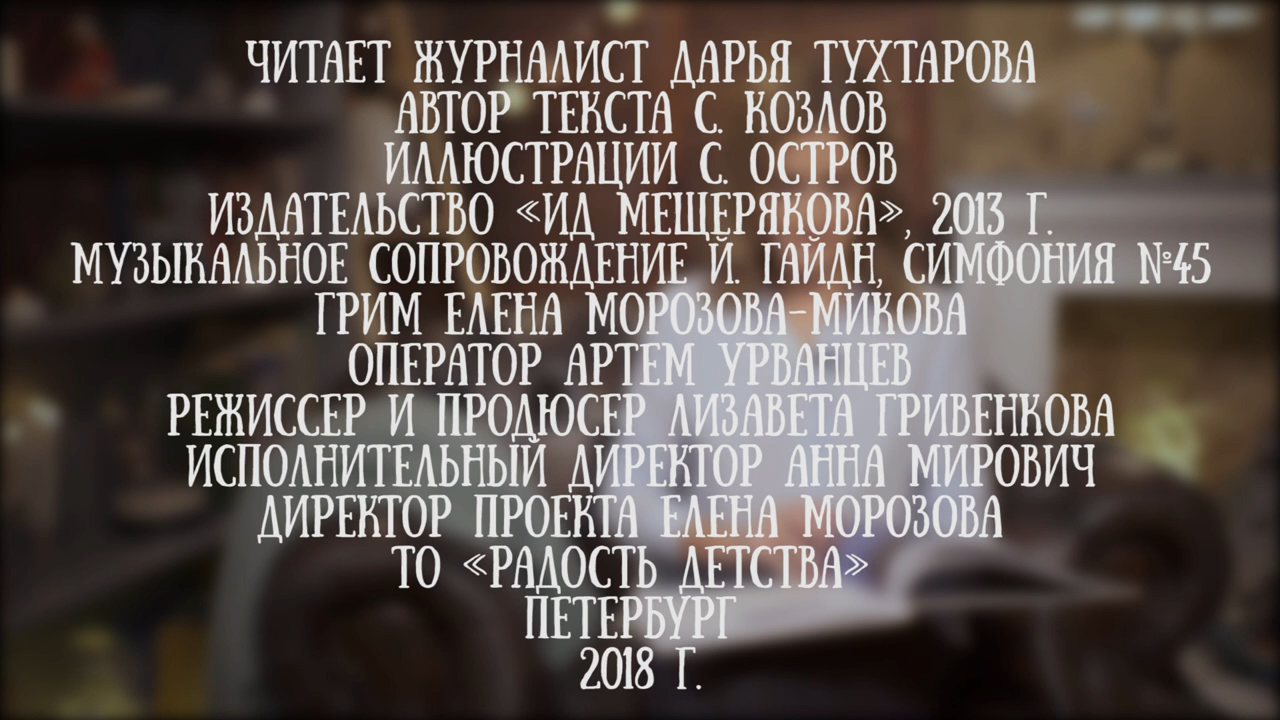 ЧИТАЕТ ЖУРНАЛИСТ ДАРЬЯ ТУХТАРОВА
АВТОР ТЕКСТА С. КОЗЛОВ
ИЛЛЮСТРАЦИИ С. ОСТРОВ
ИЗДАТЕЛЬСТВО «ИД МЕЩЕРЯКОВА», 2013 Г.
МУЗЫКАЛЬНОЕ СОПРОВОЖДЕНИЕ Й. ГАЙДН, СИМФОНИЯ №45
ГРИМ ЕЛЕНА МОРОЗОВА-МИКОВА
ОПЕРАТОР АРТЕМ УРВАНЦЕВ
РЕЖИССЕР И ПРОДЮСЕР ЛИЗАВЕТА ГРИВЕНКОВА
ИСПОЛНИТЕЛЬНЫЙ ДИРЕКТОР АННА МИРОВИЧ
ДИРЕКТОР ПРОЕКТА ЕЛЕНА МОРОЗОВА
ТО «РАДОСТЬ ДЕТСТВА»
ПЕТЕРБУРГ
2018 Г.